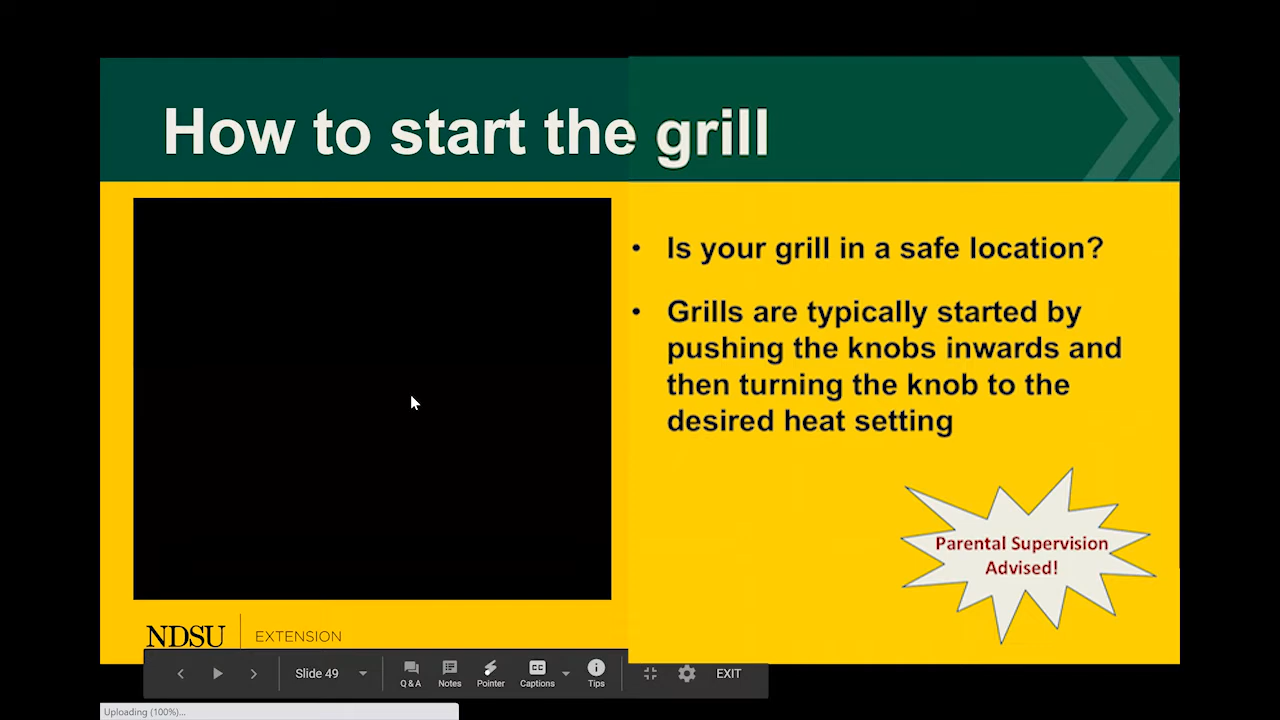 How to start the grill
• Is your grill in a safe location?
• Grills are typically started by
pushing the knobs inwards and
then turning the knob to the
desired heat setting
Parental Supervision
Advised!
NDSU EXTENSION
Slide 49
Q & A
Notes
Pointer
CC
Captions
Tips
EXIT
Uploading (100%)...